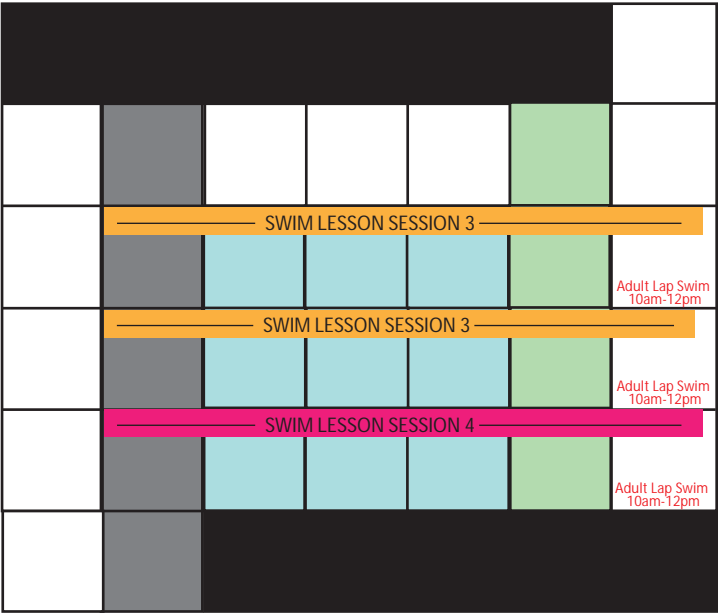 SWIM LESSON SESSION 3
Adult Lap Swim
10am-12pm
SWIM LESSON SESSION 3
Adult Lap Swim
10am-12pm
SWIM LESSON SESSION 4
Adult Lap Swim
10am-12pm